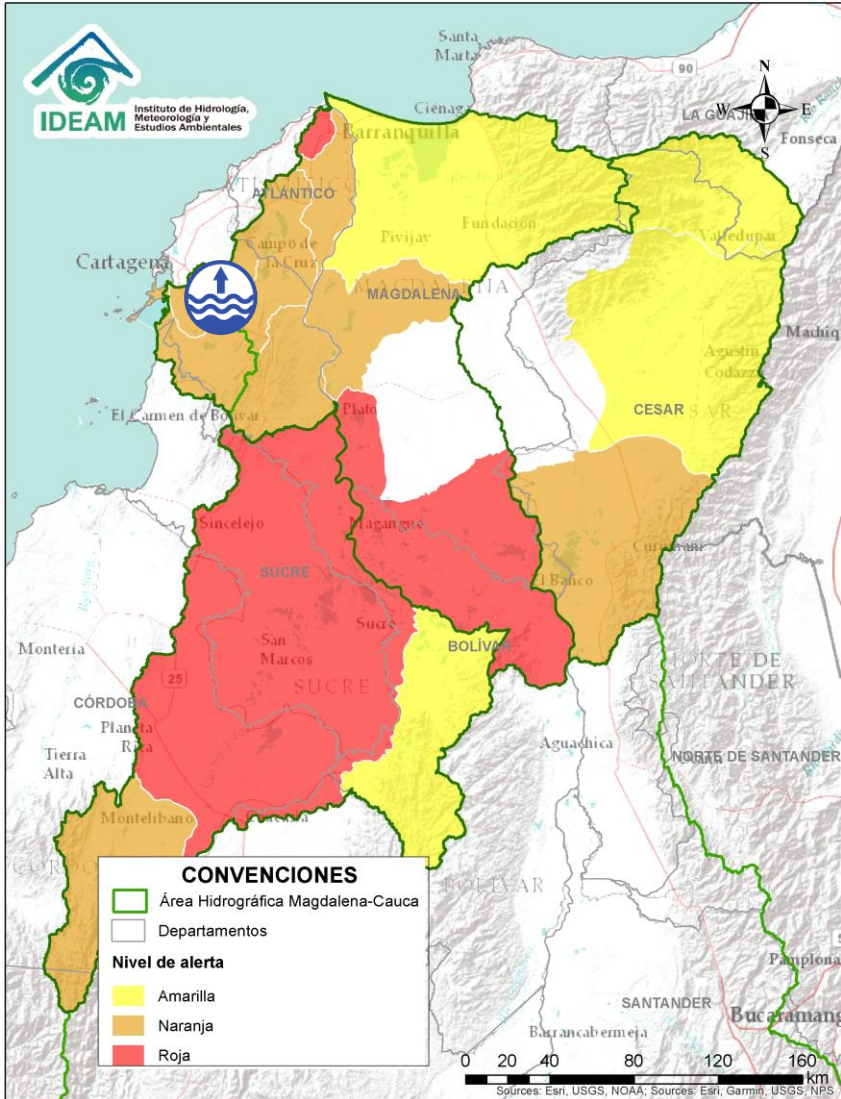 IDEAM
Instituto de Hidrología,
Meteorología y
Estudios Ambientales
Santa
Marta
90
N
W
E
S
LA GUAJIRA
Fonseca
Ciénaga
Barranquilla
ATLÁNTICO
Pivijay
Fundación
Valledupar
Cartagena
Campo de
la Cruz
MAGDALENA
MAGDALENA
Machiq
Agustín
Codazzi
CESAR
Plato
El Carmen de Bolívar
Sincelejo
Magangué
SUCRE
El Banco
Curumaní
Sucre
BOLÍVAR
San
Marcos
SUCRE
Montería
25
CÓRDOBA
Planeta
Rica
Tierra
Alta
NORTE DE
SANTANDER
Aguachica
NORTE DE SANTANDER
Montelíbano
Caucasia
BOLÍVAR
CONVENCIONES
Área Hidrográfica Magdalena-Cauca
Departamentos
Nivel de alerta
Amarilla
Naranja
Roja
Pamplona
SANTANDER
Bucaramang
Barrancabermeja
0 20 40 80 120 160
km
Sources: Esri, USGS, NOAA; Sources: Esri, Garmin, USGS, NPS